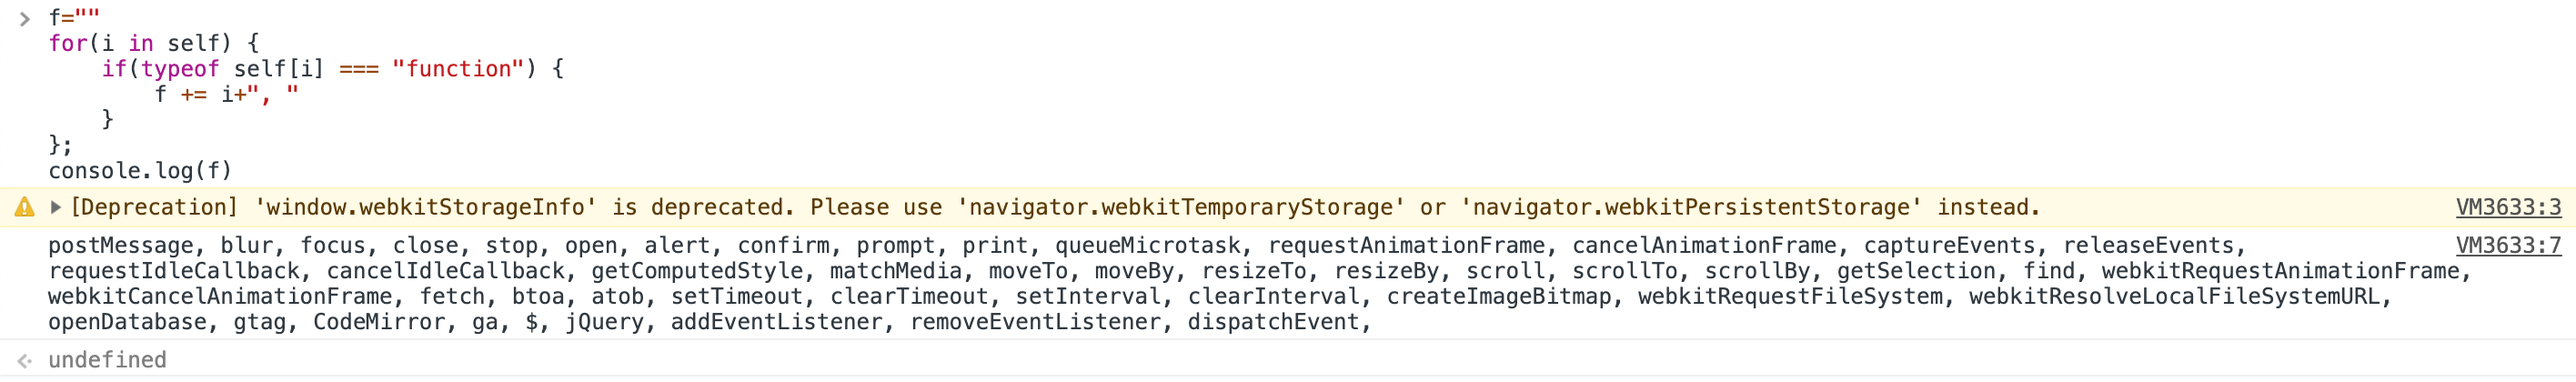 f=""
for(i in self) {
    if(typeof self[i] === "function") {
        f += i+", "
    }
};
console.log(f)
[Deprecation] 'window.webkitStorageInfo' is deprecated. Please use 'navigator.webkitTemporaryStorage' or 'navigator.webkitPersistentStorage' instead. VM3633:3
postMessage, blur, focus, close, stop, open, alert, confirm, prompt, print, queueMicrotask, requestAnimationFrame, cancelAnimationFrame, captureEvents, releaseEvents, VM3633:7
requestIdleCallback, cancelIdleCallback, getComputedStyle, matchMedia, moveTo, moveBy, resizeTo, resizeBy, scroll, scrollTo, scrollBy, getSelection, find, webkitRequestAnimationFrame,
webkitCancelAnimationFrame, fetch, btoa, atob, setTimeout, clearTimeout, setInterval, clearInterval, createImageBitmap, webkitRequestFileSystem, webkitResolveLocalFileSystemURL,
openDatabase, gtag, CodeMirror, ga, $, jQuery, addEventListener, removeEventListener, dispatchEvent,
undefined